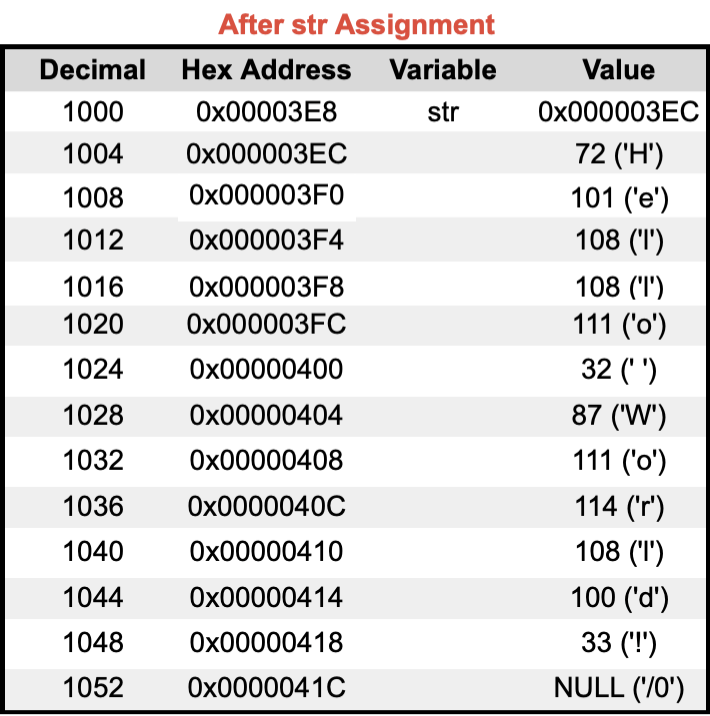 After str Assignment
Decimal Hex Address Variable Value
1000 0x00003E8 str 0x000003EC
1004 0x000003EC 72 ('H')
1008 0x000003F0 101 ('e')
1012 0x000003F4 108 ('l')
1016 0x000003F8 108 ('l')
1020 0x000003FC 111 ('o')
1024 0x00000400 32 (' ')
1028 0x00000404 87 ('W')
1032 0x00000408 111 ('o')
1036 0x0000040C 114 ('r')
1040 0x00000410 108 ('l')
1044 0x00000414 100 ('d')
1048 0x00000418 33 ('!')
1052 0x0000041C NULL ('/0')